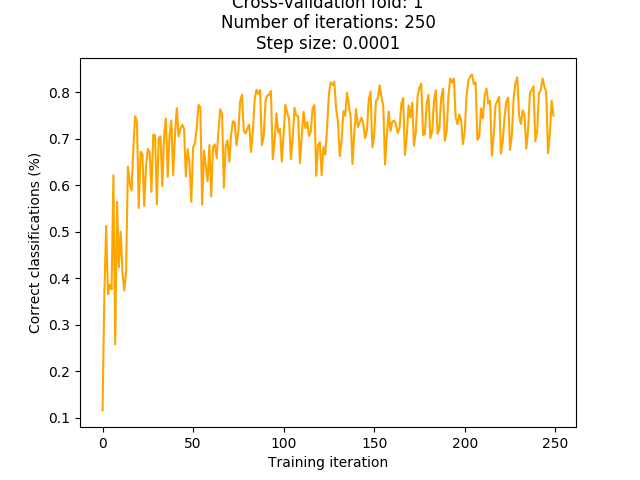 Cross-validation fold: 1
Number of iterations: 250
Step size: 0.0001
0.8
0.7
0.6
0.5
0.4
0.3
0.2
0.1
Correct classifications (%)
0 50 100 150 200 250
Training iteration